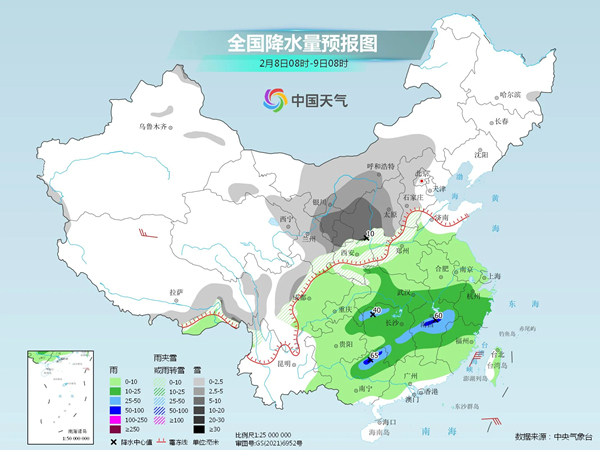 全国降水量预报图
2月8日08时-9日08时
中国天气
哈尔滨
长春
乌鲁木齐
沈阳
呼和浩特
北京
天津
渤
海
银川
石家庄
太原
黄
海
西宁
济南
兰州
10
西安
郑州
合肥
南京
上海
拉萨
成都
武汉
杭州
东海
重庆
40
60
长沙
钓鱼岛
赤尾屿
贵阳
福州
台北
65
台湾岛
昆明
澎湖列岛
广州
南宁
香港
澳门
东沙群岛
海口
海南岛
南海
南海诸岛
1:50 000 000
雨
雨夹雪
或雨转雪
雪
0-10
0-10
0-2.5
10-25
10-25
2.5-5
25-50
25-50
5-10
50-100
50-100
10-20
100-250
≥100
20-30
≥250
≥30
降水中心值
霜冻线
单位:毫米
比例尺1:25 000 000
审图号:GS(2021)6952号
数据来源：中央气象台